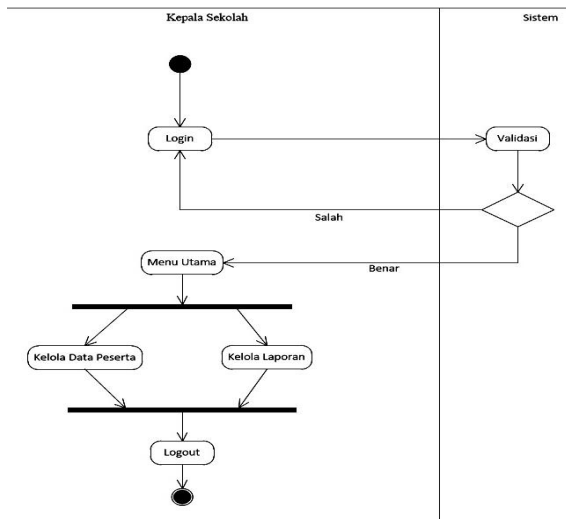 Kepala Sekolah
Sistem
Login
Validasi
Salah
Menu Utama
Benar
Kelola Data Peserta
Kelola Laporan
Logout